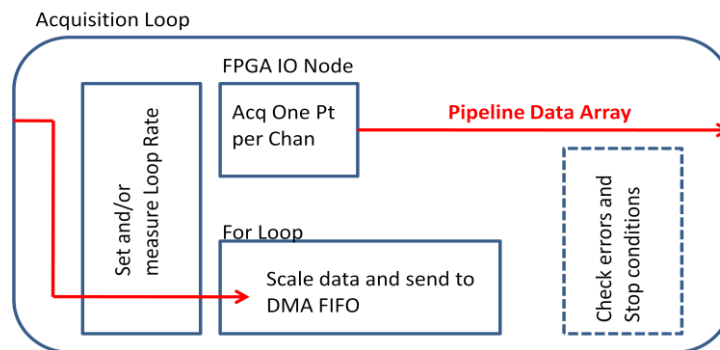 Acquisition Loop
FPGA IO Node
Acq One Pt
per Chan
Pipeline Data Array
Set and/or
measure Loop Rate
For Loop
Scale data and send to
DMA FIFO
Check errors and
Stop conditions